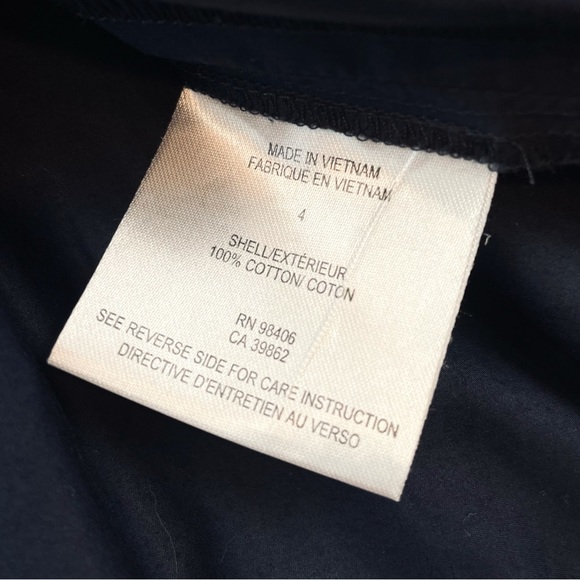 MADE IN VIETNAM
FABRIQUÉ EN VIETNAM
4
SHELL/EXTÉRIEUR
100% COTTON/ COTON
RN 98406
CA 39862
SEE REVERSE SIDE FOR CARE INSTRUCTION
DIRECTIVE D'ENTRETIEN AU VERSO